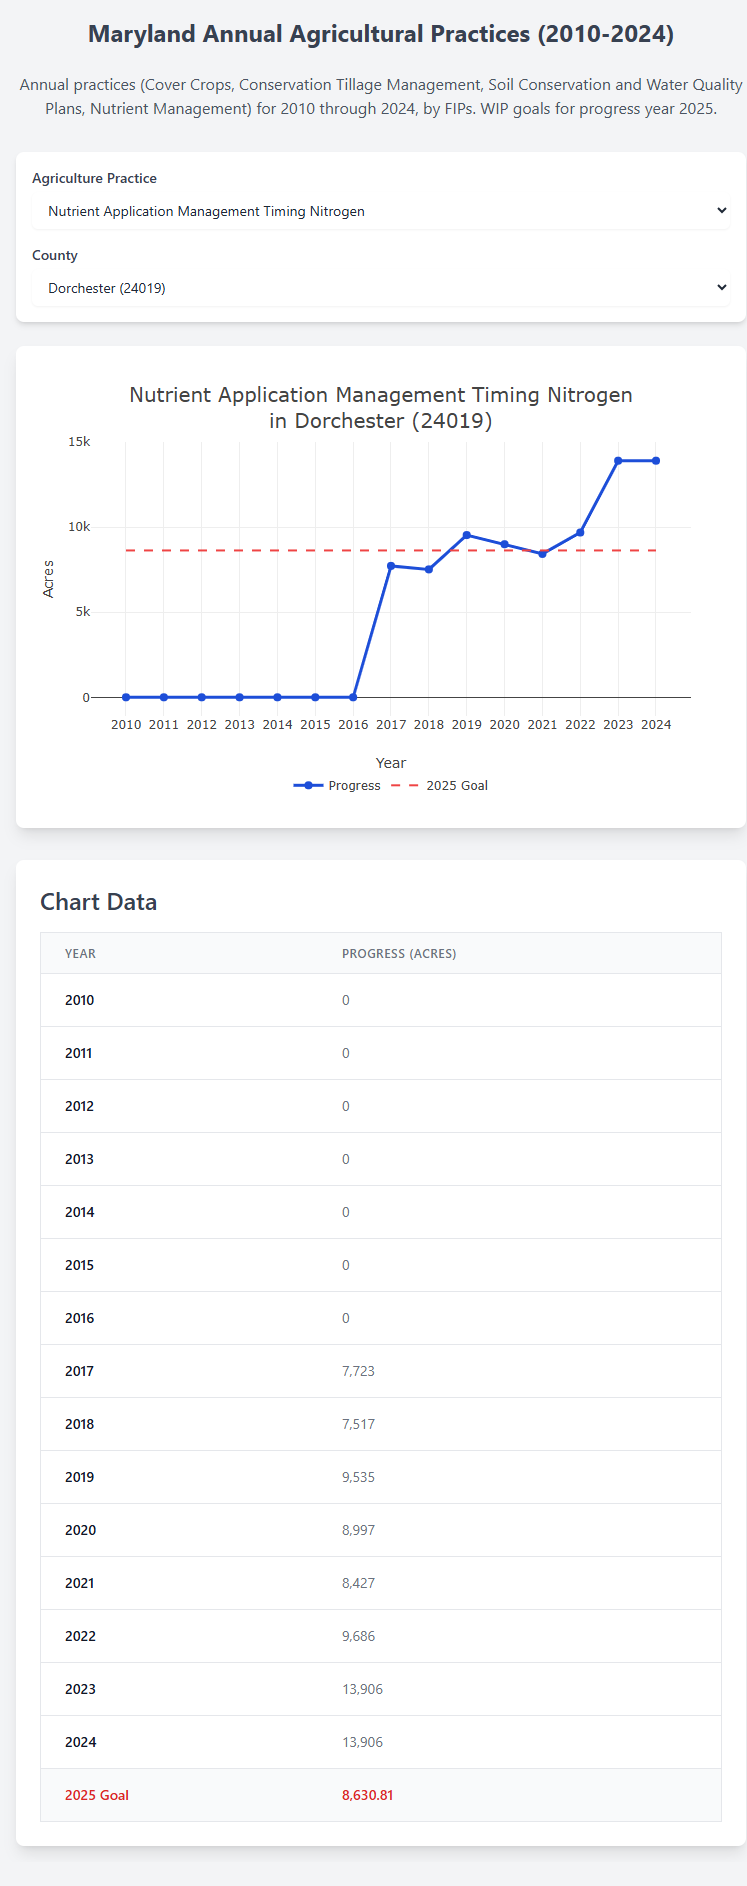 Maryland Annual Agricultural Practices (2010-2024)
Annual practices (Cover Crops, Conservation Tillage Management, Soil Conservation and Water Quality
Plans, Nutrient Management) for 2010 through 2024, by FIPs. WIP goals for progress year 2025.
Agriculture Practice
Nutrient Application Management Timing Nitrogen
County
Dorchester (24019)
Nutrient Application Management Timing Nitrogen
in Dorchester (24019)
15k
10k
5k
0
Acres
2010 2011 2012 2013 2014 2015 2016 2017 2018 2019 2020 2021 2022 2023 2024
Year
Progress 2025 Goal
Chart Data
YEAR PROGRESS (ACRES)
2010 0
2011 0
2012 0
2013 0
2014 0
2015 0
2016 0
2017 7,723
2018 7,517
2019 9,535
2020 8,997
2021 8,427
2022 9,686
2023 13,906
2024 13,906
2025 Goal 8,630.81